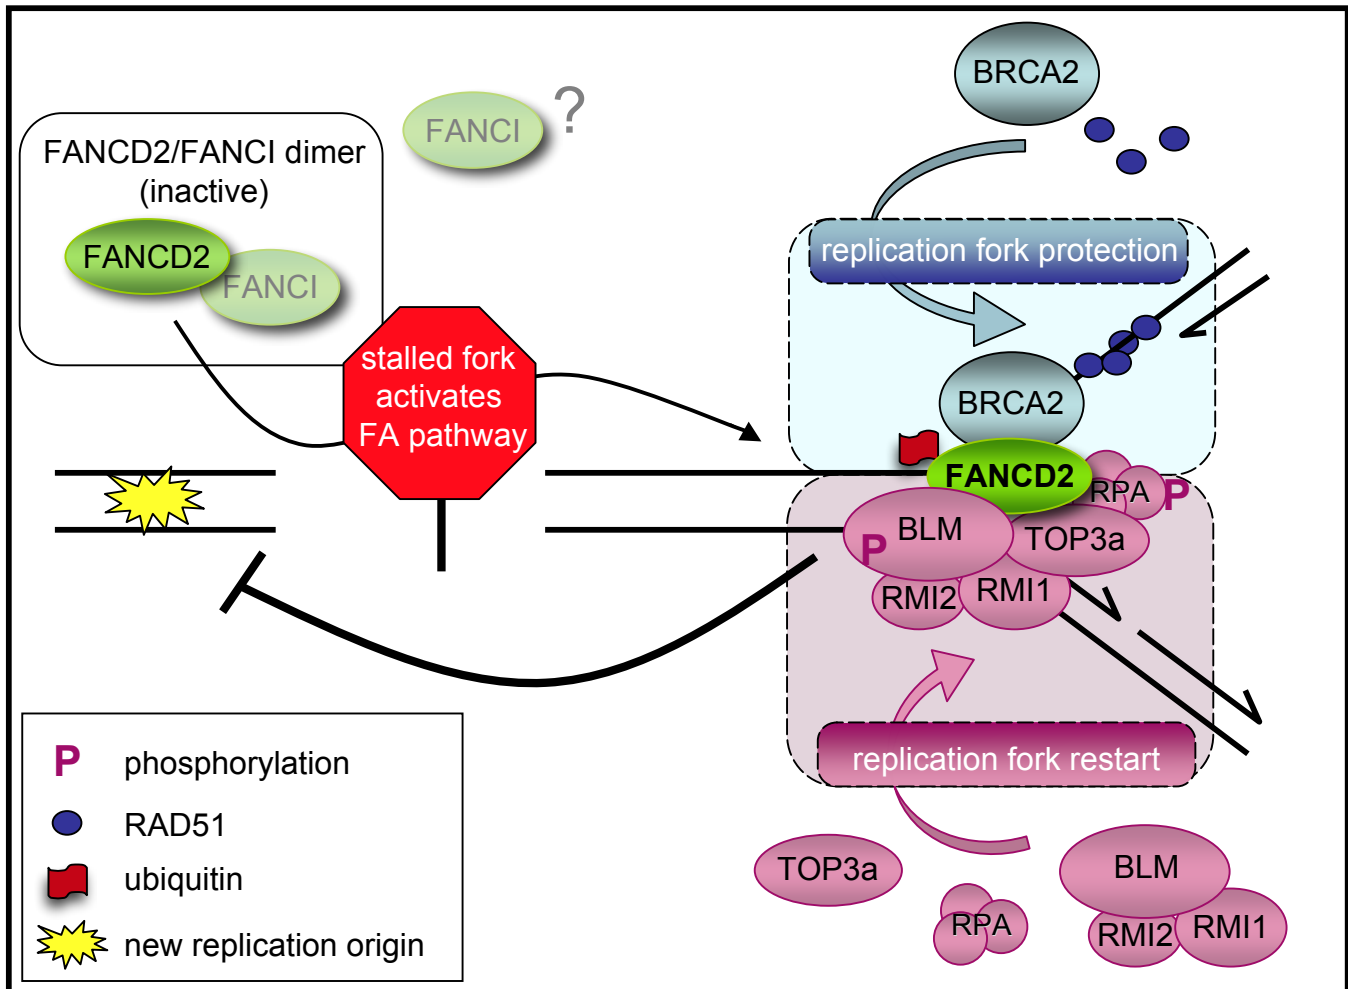 FANCD2/FANCI dimer
(inactive)
FANCD2
FANCI
FANCI
?
stalled fork
activates
FA pathway
BRCA2
replication fork protection
BRCA2
FANCD2
RPA
P
BLM
P
TOP3a
RMI2
RMI1
replication fork restart
TOP3a
RPA
BLM
RMI2
RMI1
P phosphorylation
RAD51
ubiquitin
new replication origin